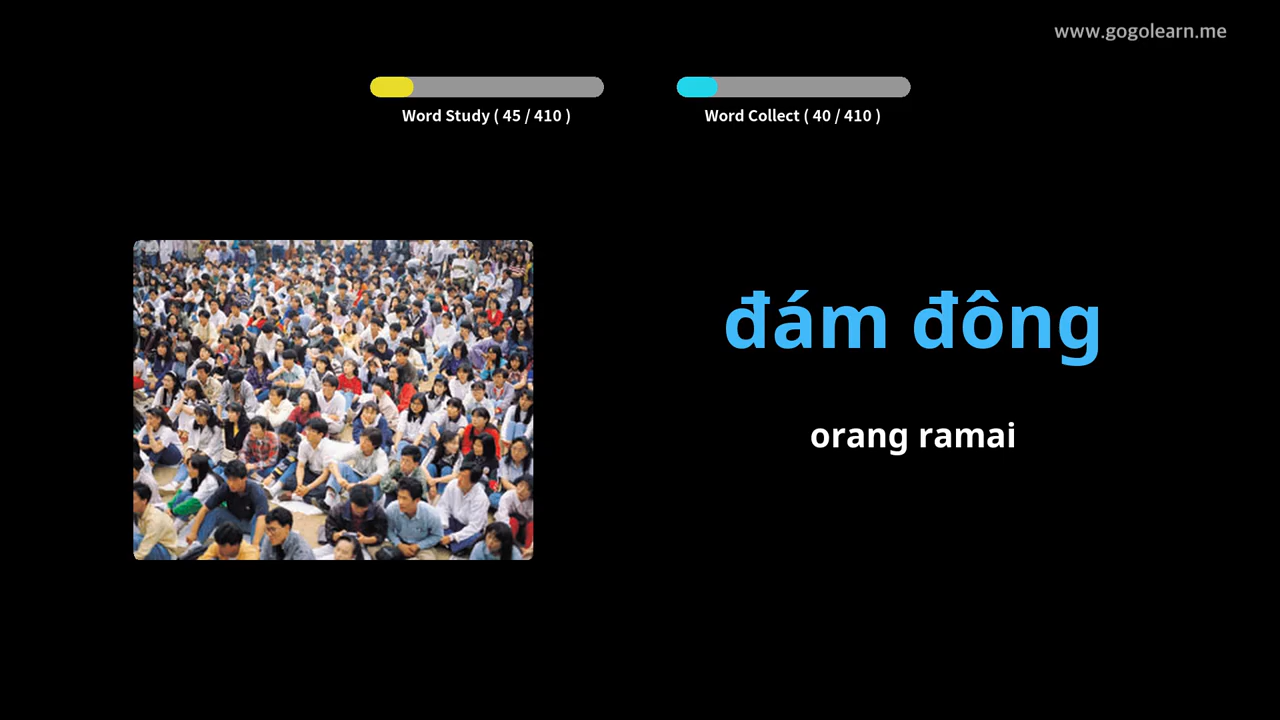 www.gogolearn.me
Word Study ( 45 / 410 )
Word Collect ( 40 / 410 )
đám đông
orang ramai